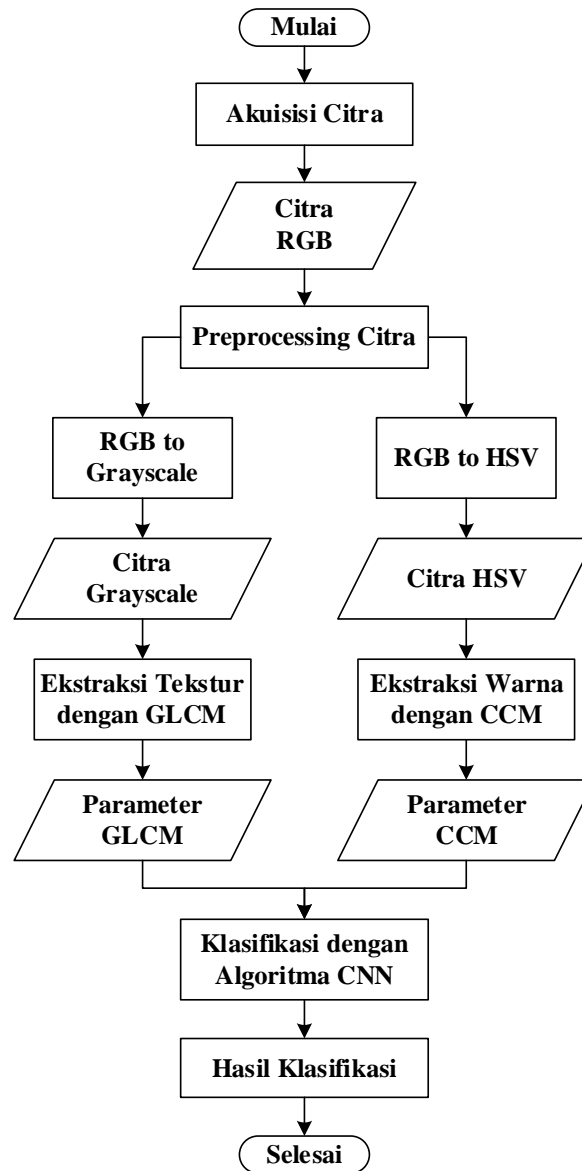 Mulai
Akuisisi Citra
Citra
RGB
Preprocessing Citra
RGB to
Grayscale
RGB to HSV
Citra
Grayscale
Citra HSV
Ekstraksi Tekstur
dengan GLCM
Ekstraksi Warna
dengan CCM
Parameter
GLCM
Parameter
CCM
Klasifikasi dengan
Algoritma CNN
Hasil Klasifikasi
Selesai